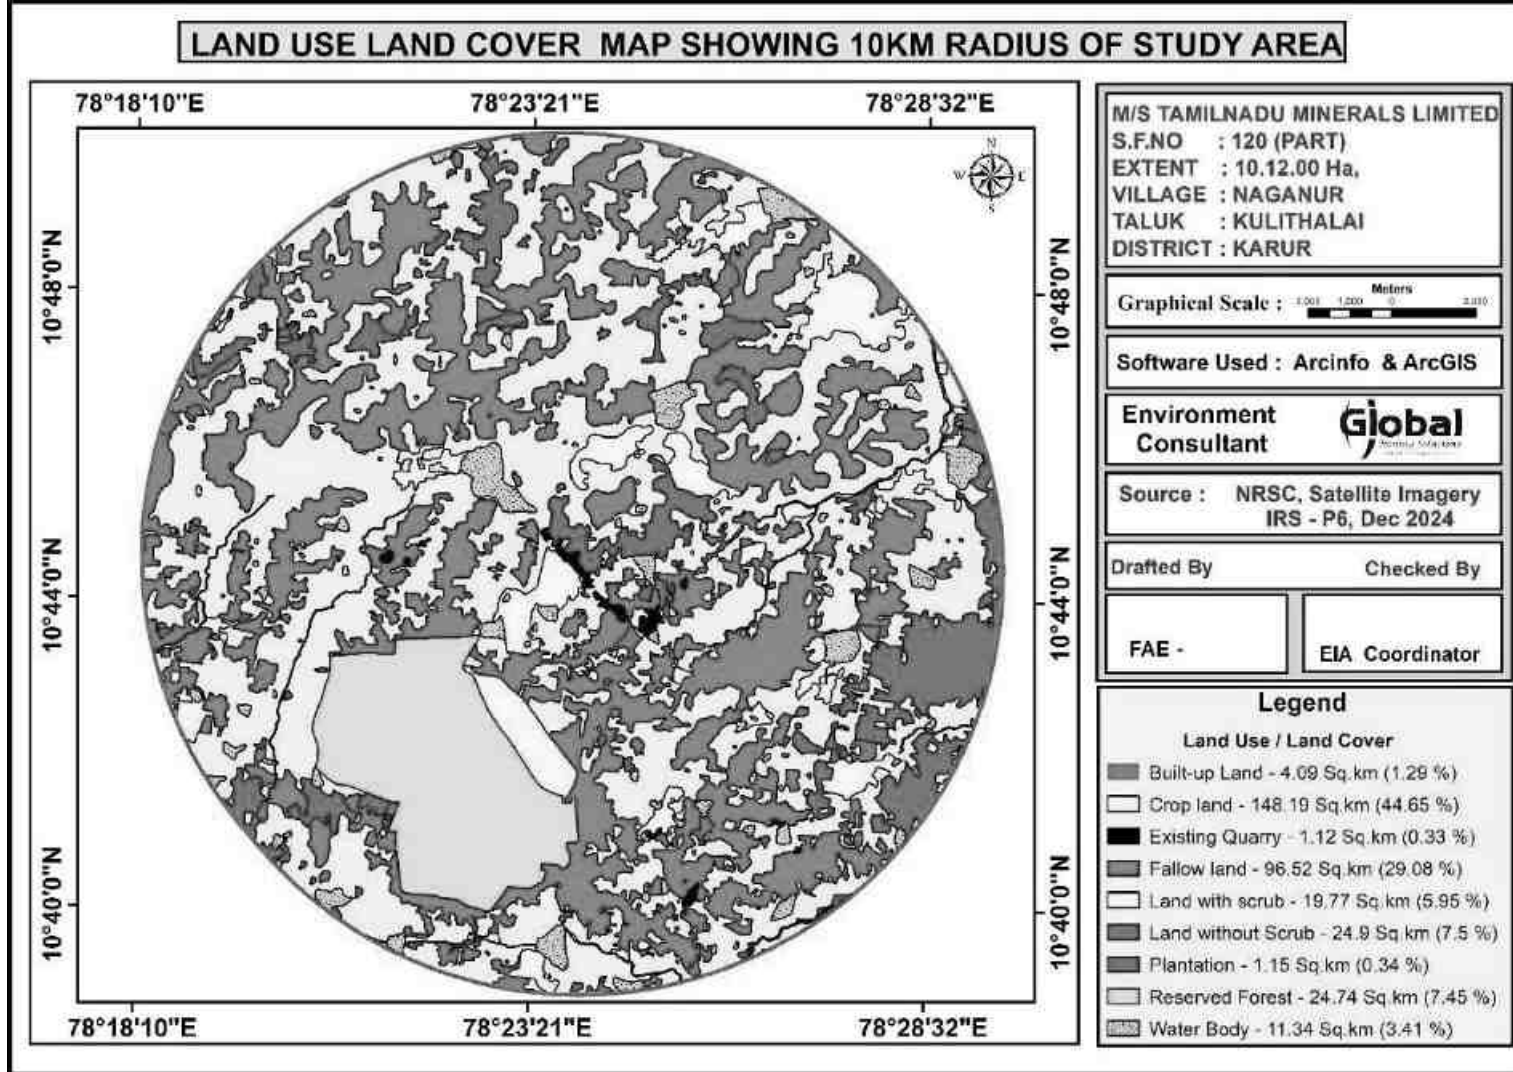 LAND USE LAND COVER MAP SHOWING 10KM RADIUS OF STUDY AREA
78°18'10"E 78°23'21"E 78°28'32"E
N
W E
S
10°48'0"N 10°48'0"N
10°44'0"N 10°44'0"N
10°40'0"N 10°40'0"N
78°18'10"E 78°23'21"E 78°28'32"E
M/S TAMILNADU MINERALS LIMITED
S.F.NO : 120 (PART)
EXTENT : 10.12.00 Ha,
VILLAGE : NAGANUR
TALUK : KULITHALAI
DISTRICT : KARUR
Meters
Graphical Scale : 1,000 0
Software Used : Arcinfo & ArcGIS
Environment
Consultant
Global
Source : NRSC, Satellite Imagery
IRS - P6, Dec 2024
Drafted By Checked By
FAE - EIA Coordinator
Legend
Land Use / Land Cover
Built-up Land - 4.09 Sq.km (1.29 %)
Crop land - 148.19 Sq.km (44.65 %)
Existing Quarry - 1.12 Sq.km (0.33 %)
Fallow land - 96.52 Sq.km (29.08 %)
Land with scrub - 19.77 Sq.km (5.95 %)
Land without Scrub - 24.9 Sq.km (7.5 %)
Plantation - 1.15 Sq.km (0.34 %)
Reserved Forest - 24.74 Sq.km (7.45 %)
Water Body - 11.34 Sq.km (3.41 %)